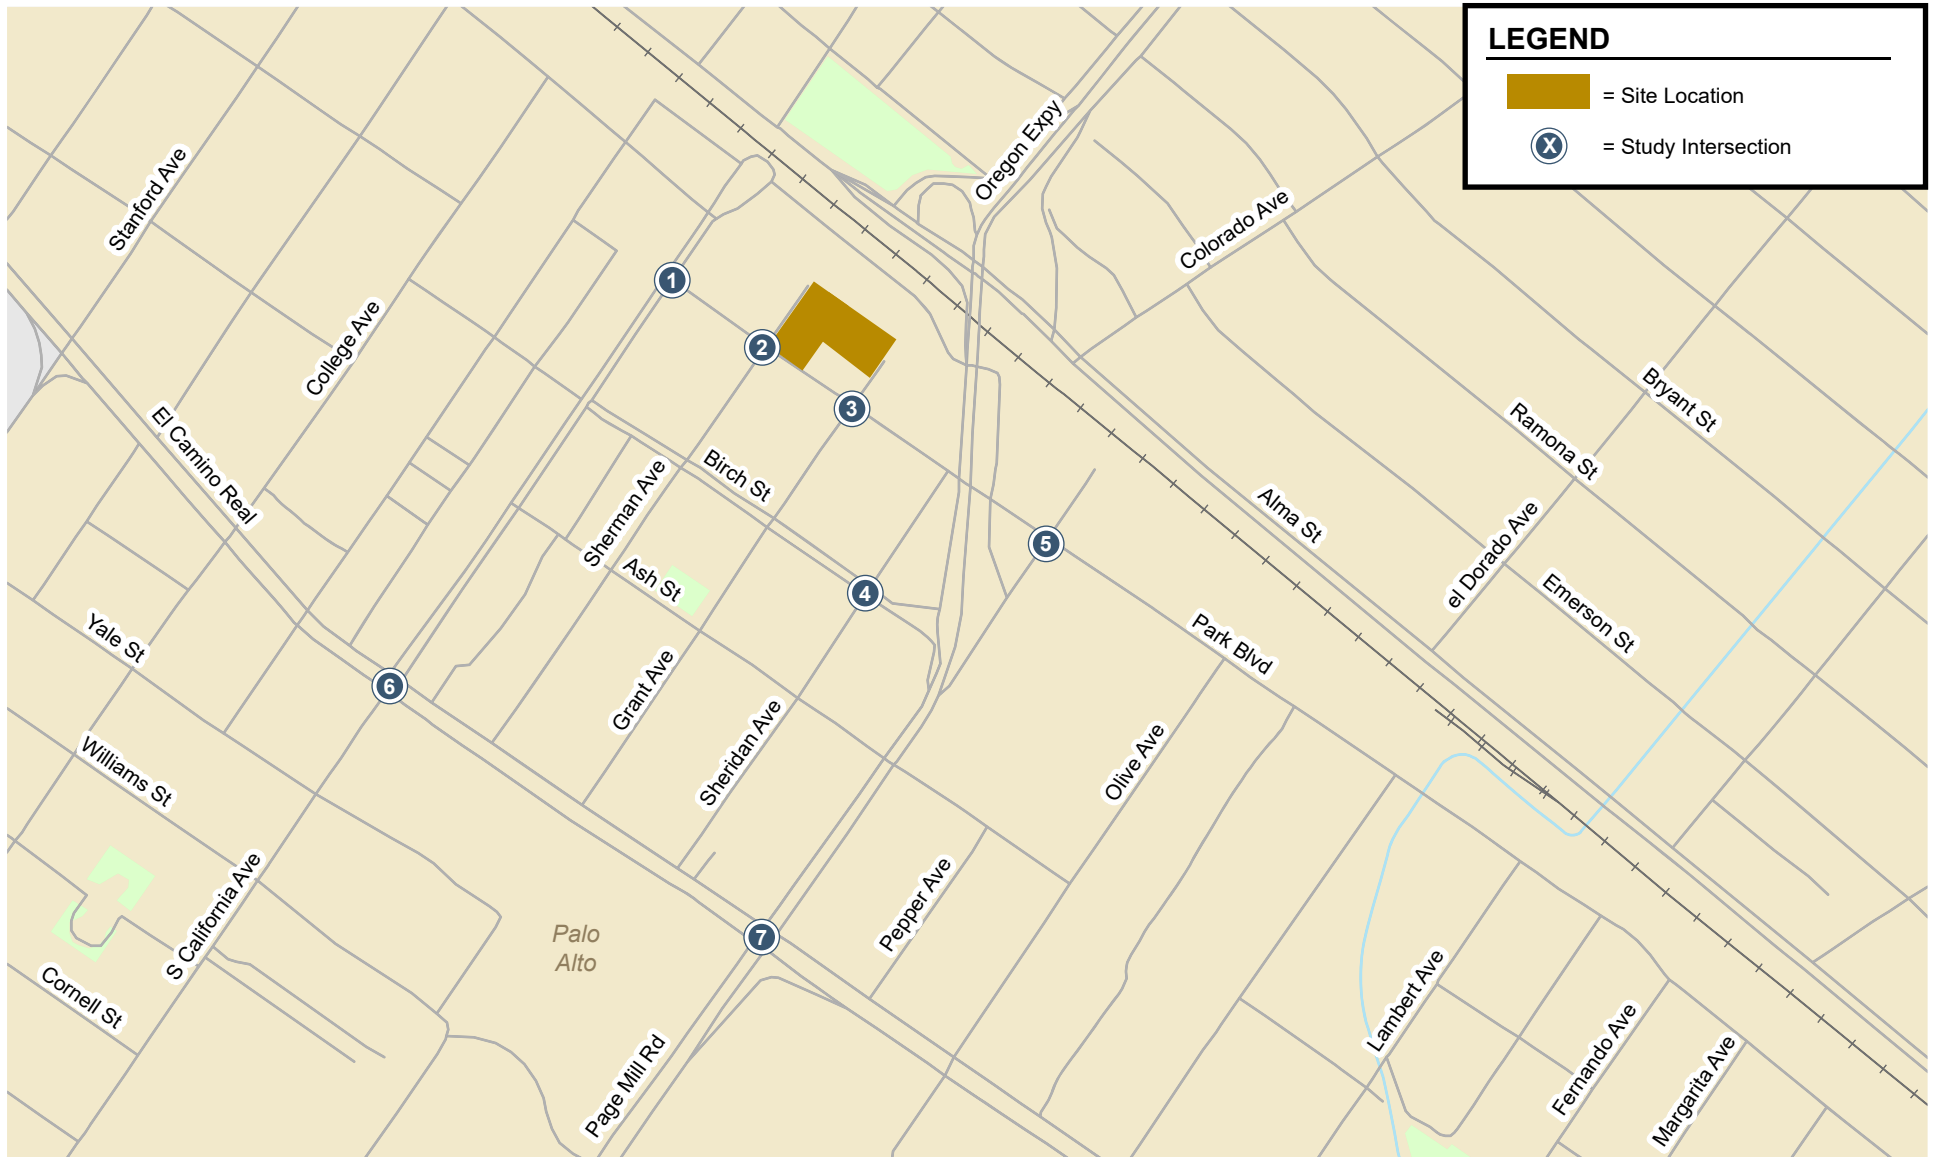 LEGEND
= Site Location
X
= Study Intersection
Oregon Expy
Stanford Ave
Colorado Ave
1
College Ave
2
3
Bryant St
Ramona St
El Camino Real
Birch St
Sherman Ave
Alma St
el Dorado Ave
5
Ash St
4
Emerson St
Yale St
Park Blvd
6
Grant Ave
Sheridan Ave
Olive Ave
Williams St
S California Ave
Pepper Ave
Palo
Alto
7
Cornell St
Lambert Ave
Page Mill Rd
Fernando Ave
Margarita Ave